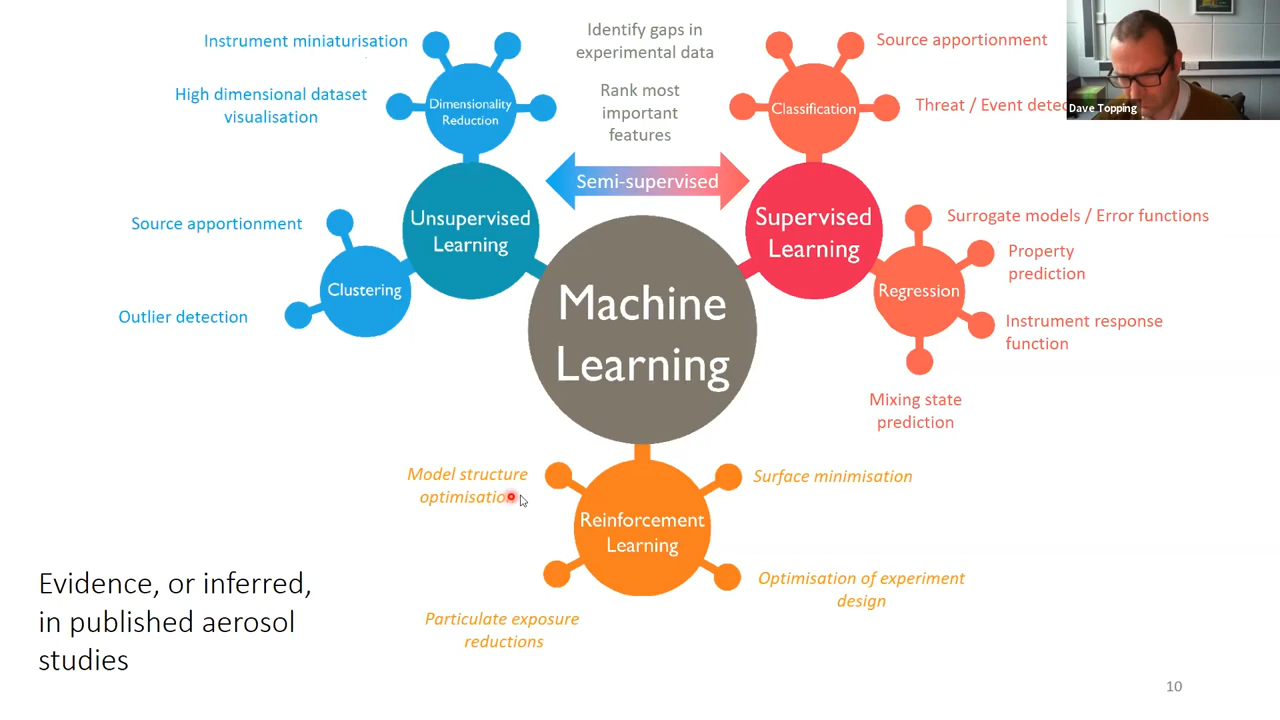 Instrument miniaturisation
High dimensional dataset
visualisation
Dimensionality
Reduction
Identify gaps in
experimental data
Rank most
important
features
Semi-supervised
Source apportionment
Classification
Threat / Event
Dave Topping
Source apportionment
Outlier detection
Clustering
Unsupervised
Learning
Supervised
Learning
Surrogate models / Error functions
Property
prediction
Regression
Instrument response
function
Mixing state
prediction
Machine
Learning
Model structure
optimisation
Surface minimisation
Reinforcement
Learning
Optimisation of experiment
design
Particulate exposure
reductions
Evidence, or inferred,
in published aerosol
studies
10